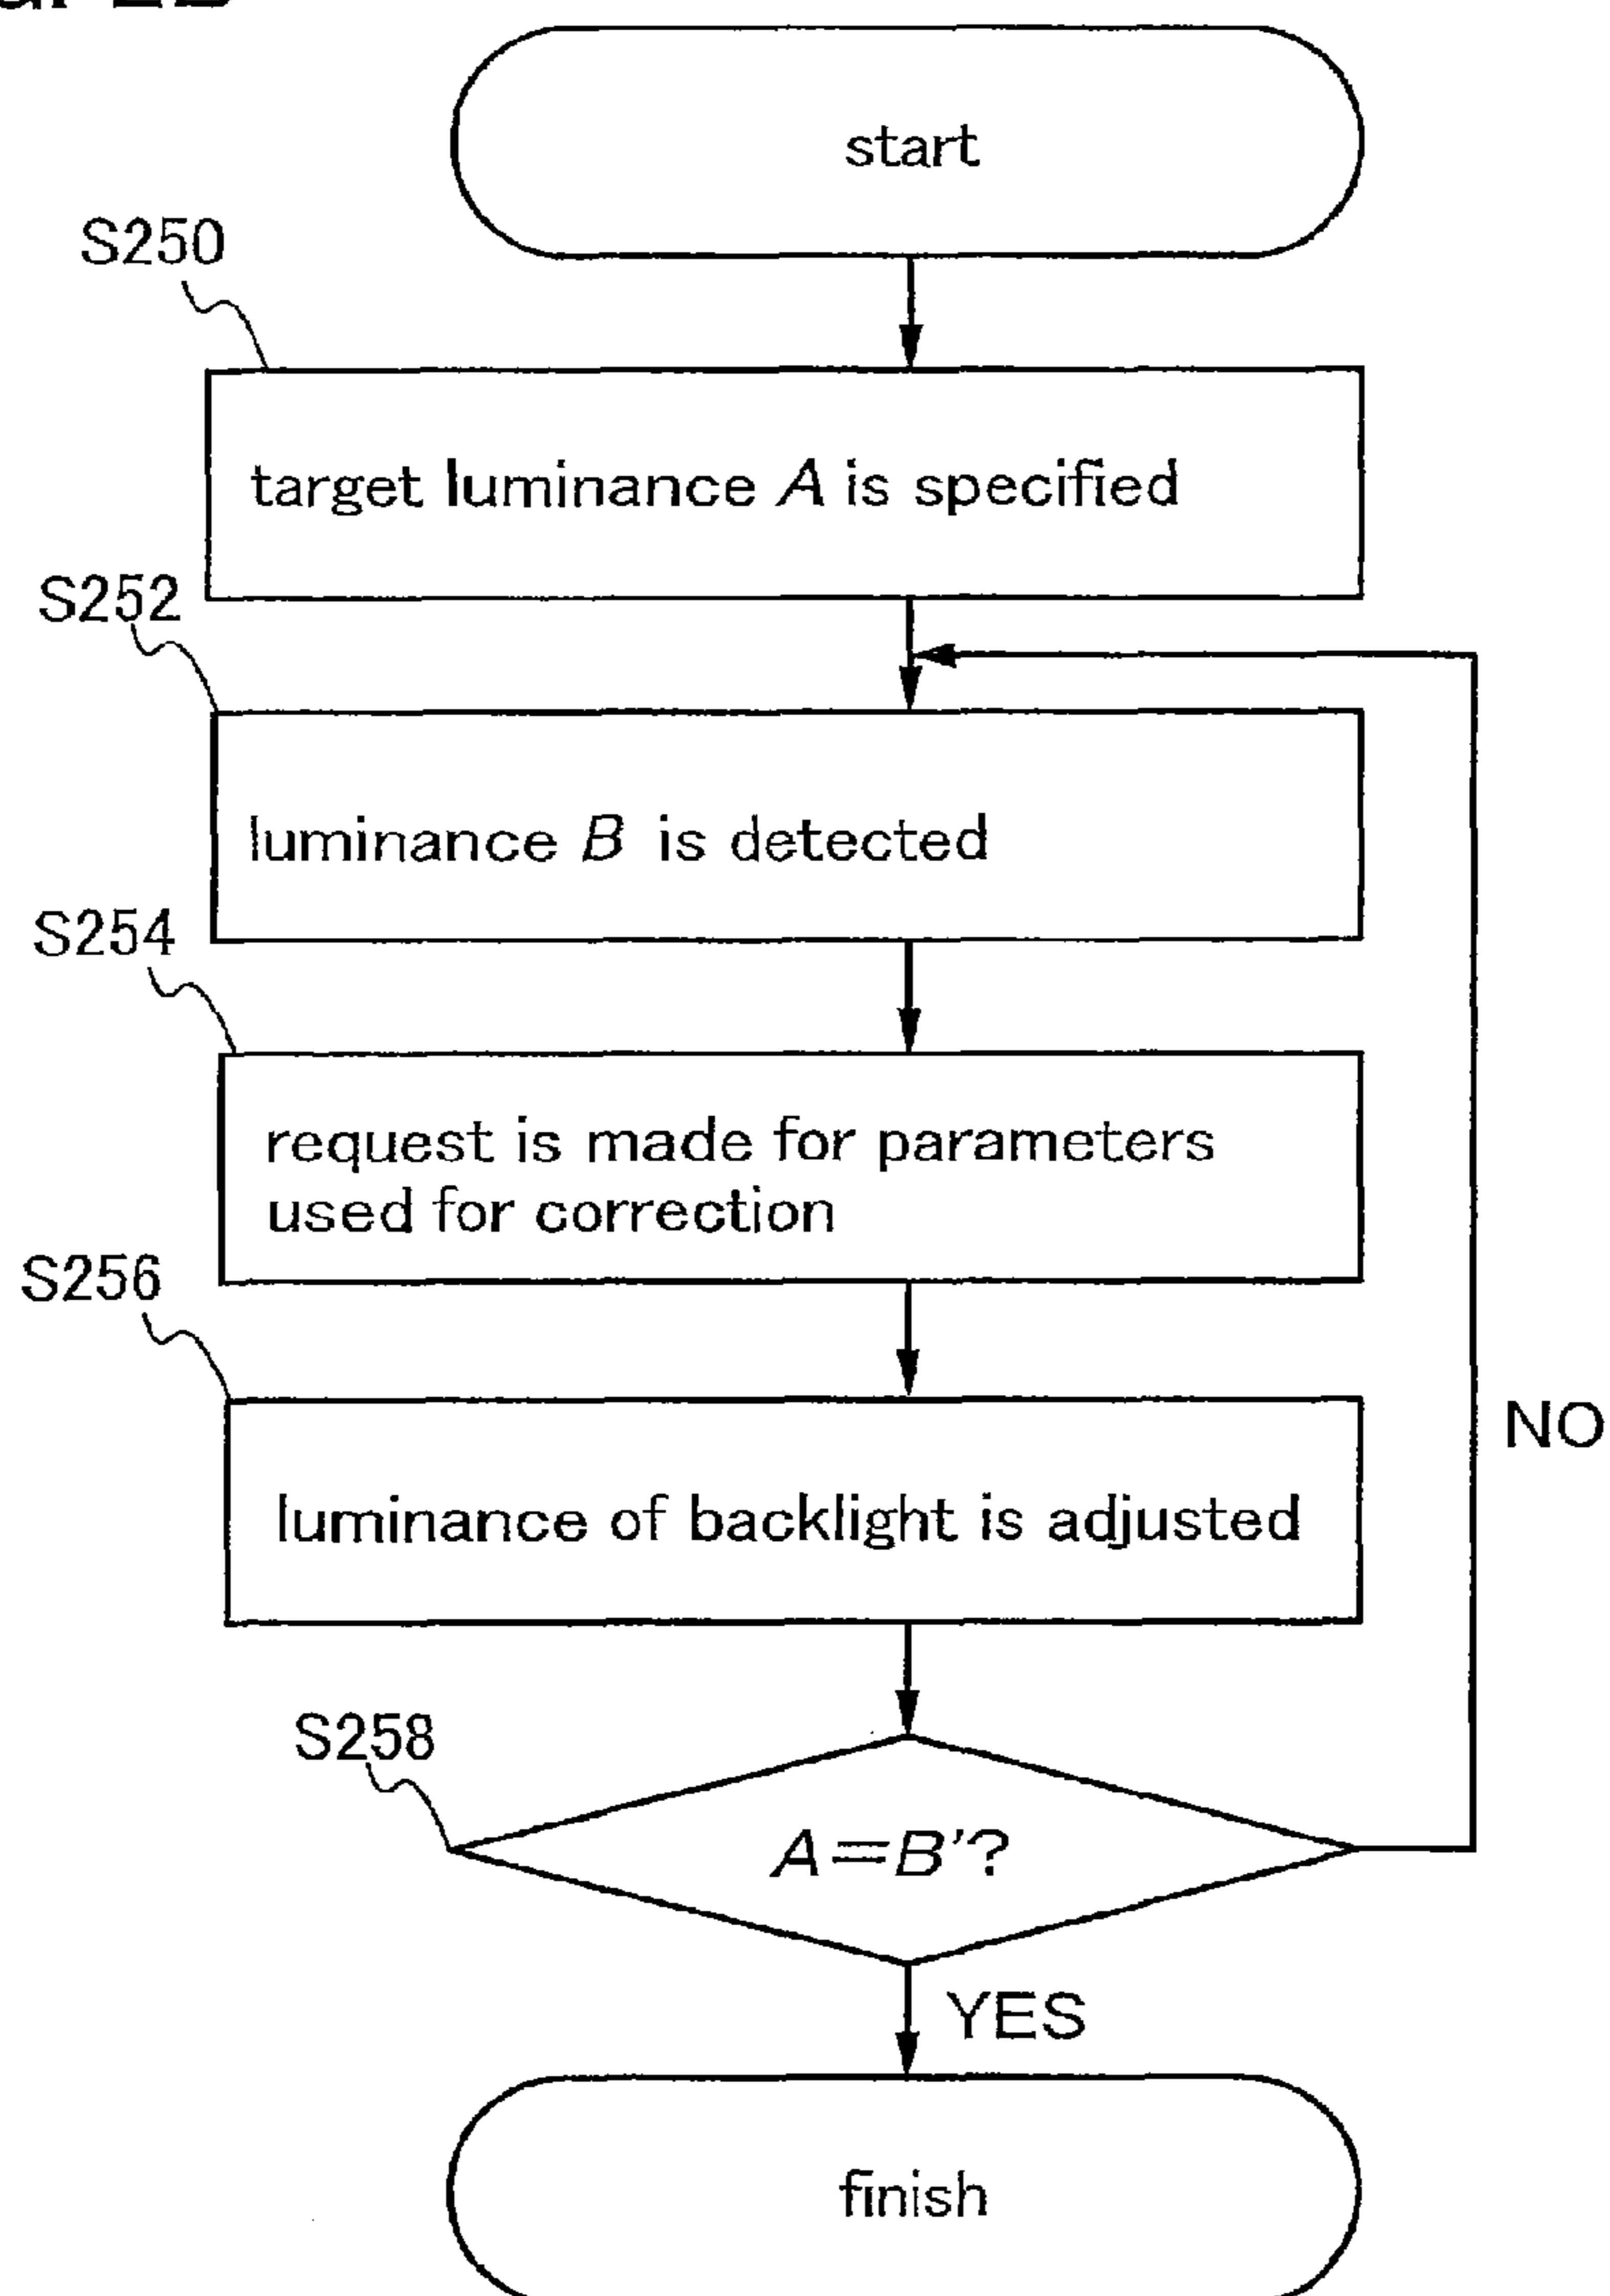 start
S250
target luminance A is specified
S252
luminance B is detected
S254
request is made for parameters
used for correction
S256
luminance of backlight is adjusted
NO
S258
A=B'?
YES
finish